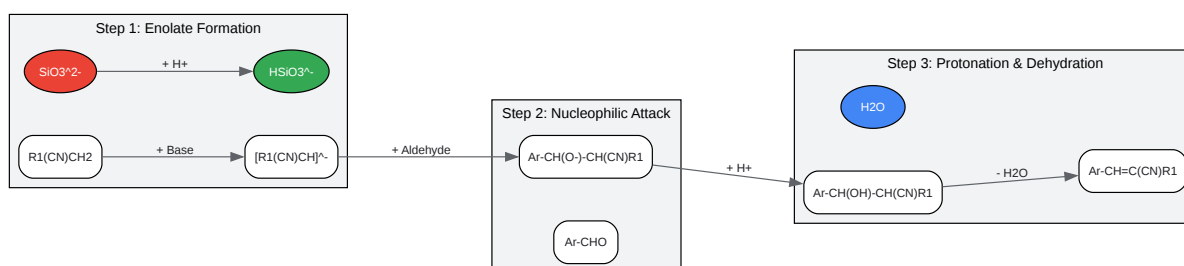 Step 1: Enolate Formation
SiO3^2-
+ H+
HSiO3^-
R1(CN)CH2
+ Base
[R1(CN)CH]^-
+ Aldehyde
Step 2: Nucleophilic Attack
Ar-CH(O-)-CH(CN)R1
Ar-CHO
+ H+
Step 3: Protonation & Dehydration
H2O
Ar-CH(OH)-CH(CN)R1
- H2O
Ar-CH=C(CN)R1